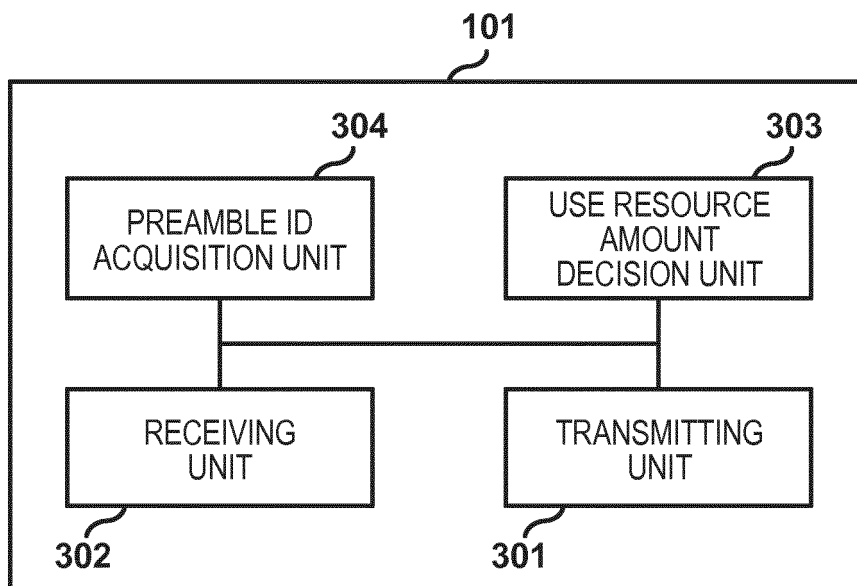 101
304
303
PREAMBLE ID
ACQUISITION UNIT
USE RESOURCE
AMOUNT
DECISION UNIT
RECEIVING
UNIT
TRANSMITTING
UNIT
302
301